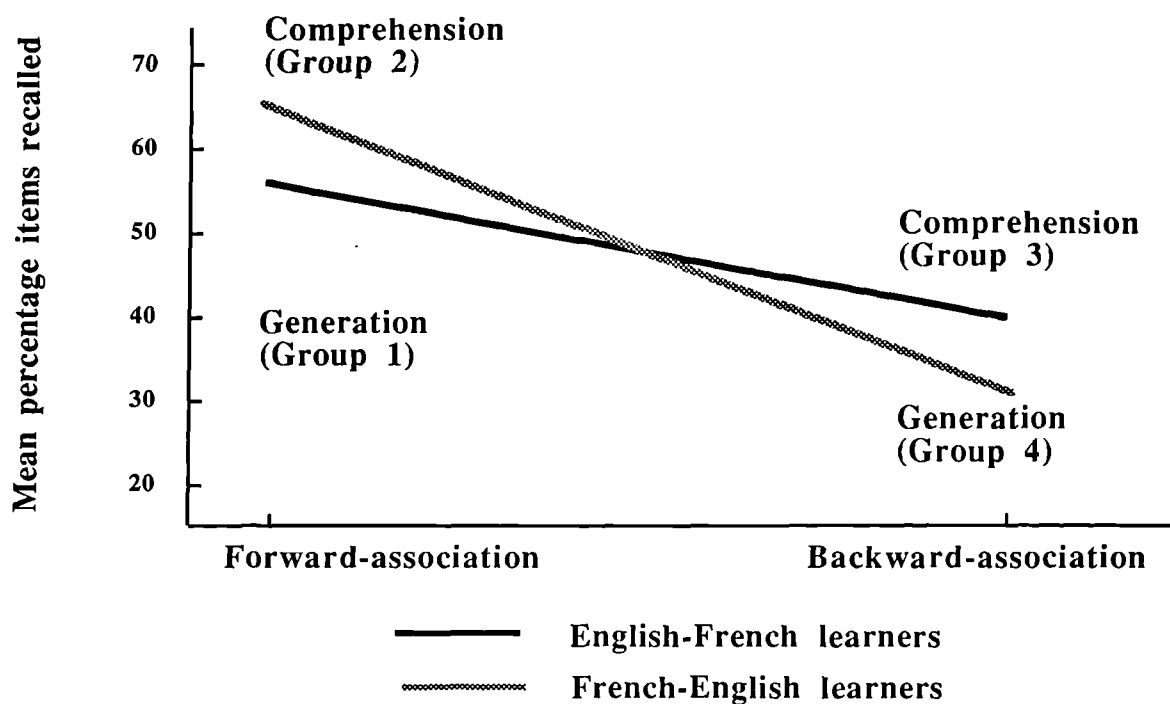 Mean percentage items recalled
70
60
50
40
30
20
Comprehension
(Group 2)
Generation
(Group 1)
Comprehension
(Group 3)
Generation
(Group 4)
Forward-association
Backward-association
English-French learners
French-English learners